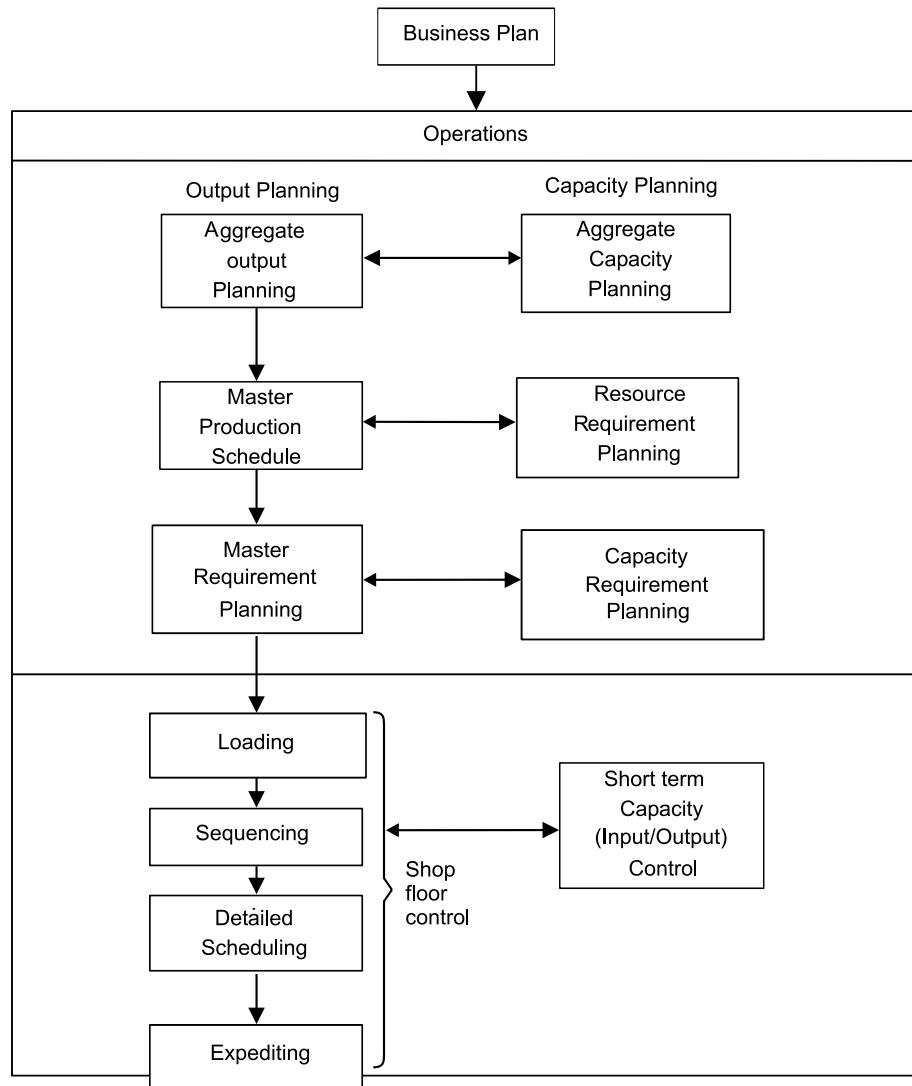 Business Plan
Operations
Output Planning
Capacity Planning
Aggregate
output
Planning
Aggregate
Capacity
Planning
Master
Production
Schedule
Resource
Requirement
Planning
Master
Requirement
Planning
Capacity
Requirement
Planning
Loading
Sequencing
Detailed
Scheduling
Expediting
Shop
floor
control
Short term
Capacity
(Input/Output)
Control